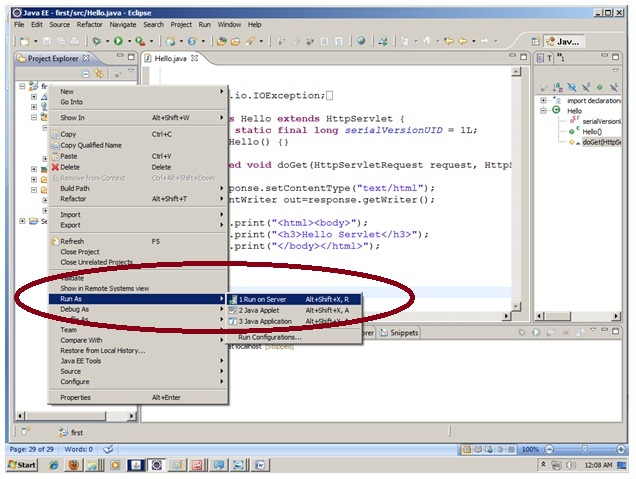 Java EE - first/src/Hello.java - Eclipse
File Edit Source Refactor Navigate Search Project Run Window Help
Java...
Project Explorer
Hello.java
New
Go Into
Show In Alt+Shift+W
Copy Ctrl+C
Copy Qualified Name
Paste Ctrl+V
Delete Delete
Remove from Context Ctrl+Alt+Shift+Down
Build Path
Refactor Alt+Shift+T
Import
Export
Refresh F5
Close Project
Close Unrelated Projects
Validate
Show in Remote Systems view
Run As
Debug As
Profile As
Team
Compare With
Restore from Local History...
Java EE Tools
Source
Configure
Properties Alt+Enter
1 Run on Server Alt+Shift+X, R
2 Java Applet Alt+Shift+X, A
3 Java Application Alt+Shift+X,
Run Configurations...
.io.IOException;
s Hello extends HttpServlet {
static final long serialVersionUID = 1L;
Hello() {}
ed void doGet(HttpServletRequest request, HttpS
ponse.setContentType("text/html");
ntWriter out=response.getWriter();
.print("<html><body>");
.print("<h3>Hello Servlet</h3>");
.print("</body></html>");
import declarations
Hello
serialVersi
Hello()
doGet(HttpSe
rer Snippets
at localhost [Stopped]
first
Page: 29 of 29 Words: 0 100%
Start 12:08 AM